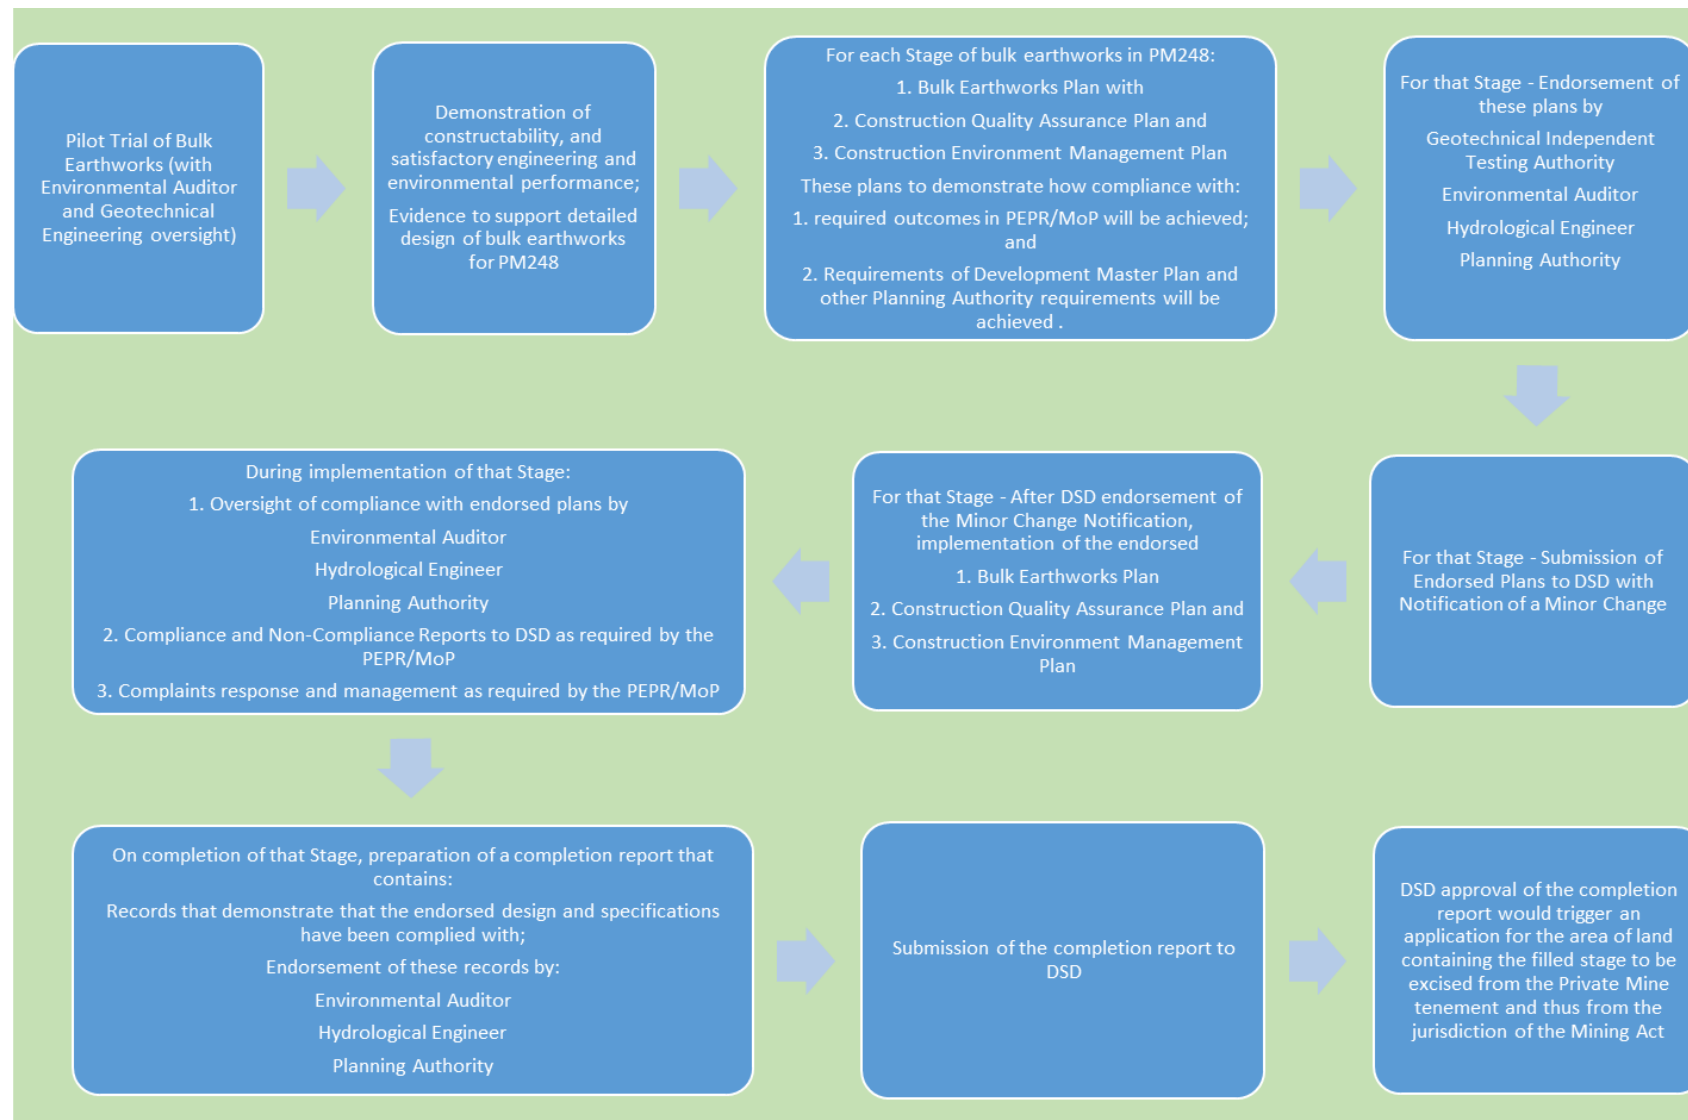 Pilot Trial of Bulk
Earthworks (with
Environmental Auditor
and Geotechnical
Engineering oversight)
Demonstration of
constructability, and
satisfactory engineering and
environmental performance;
Evidence to support detailed
design of bulk earthworks
for PM248
For each Stage of bulk earthworks in PM248:
1. Bulk Earthworks Plan with
2. Construction Quality Assurance Plan and
3. Construction Environment Management Plan
These plans to demonstrate how compliance with:
1. required outcomes in PEPR/MoP will be achieved;
and
2. Requirements of Development Master Plan and
other Planning Authority requirements will be
achieved .
For that Stage - Endorsement of
these plans by
Geotechnical Independent
Testing Authority
Environmental Auditor
Hydrological Engineer
Planning Authority
For that Stage - Submission of
Endorsed Plans to DSD with
Notification of a Minor Change
For that Stage - After DSD endorsement of
the Minor Change Notification,
implementation of the endorsed
1. Bulk Earthworks Plan
2. Construction Quality Assurance Plan and
3. Construction Environment Management
Plan
During implementation of that Stage:
1. Oversight of compliance with endorsed plans by
Environmental Auditor
Hydrological Engineer
Planning Authority
2. Compliance and Non-Compliance Reports to DSD as required by the
PEPR/MoP
3. Complaints response and management as required by the PEPR/MoP
On completion of that Stage, preparation of a completion report that
contains:
Records that demonstrate that the endorsed design and specifications
have been complied with;
Endorsement of these records by:
Environmental Auditor
Hydrological Engineer
Planning Authority
Submission of the completion report to
DSD
DSD approval of the completion
report would trigger an
application for the area of land
containing the filled stage to be
excised from the Private Mine
tenement and thus from the
jurisdiction of the Mining Act